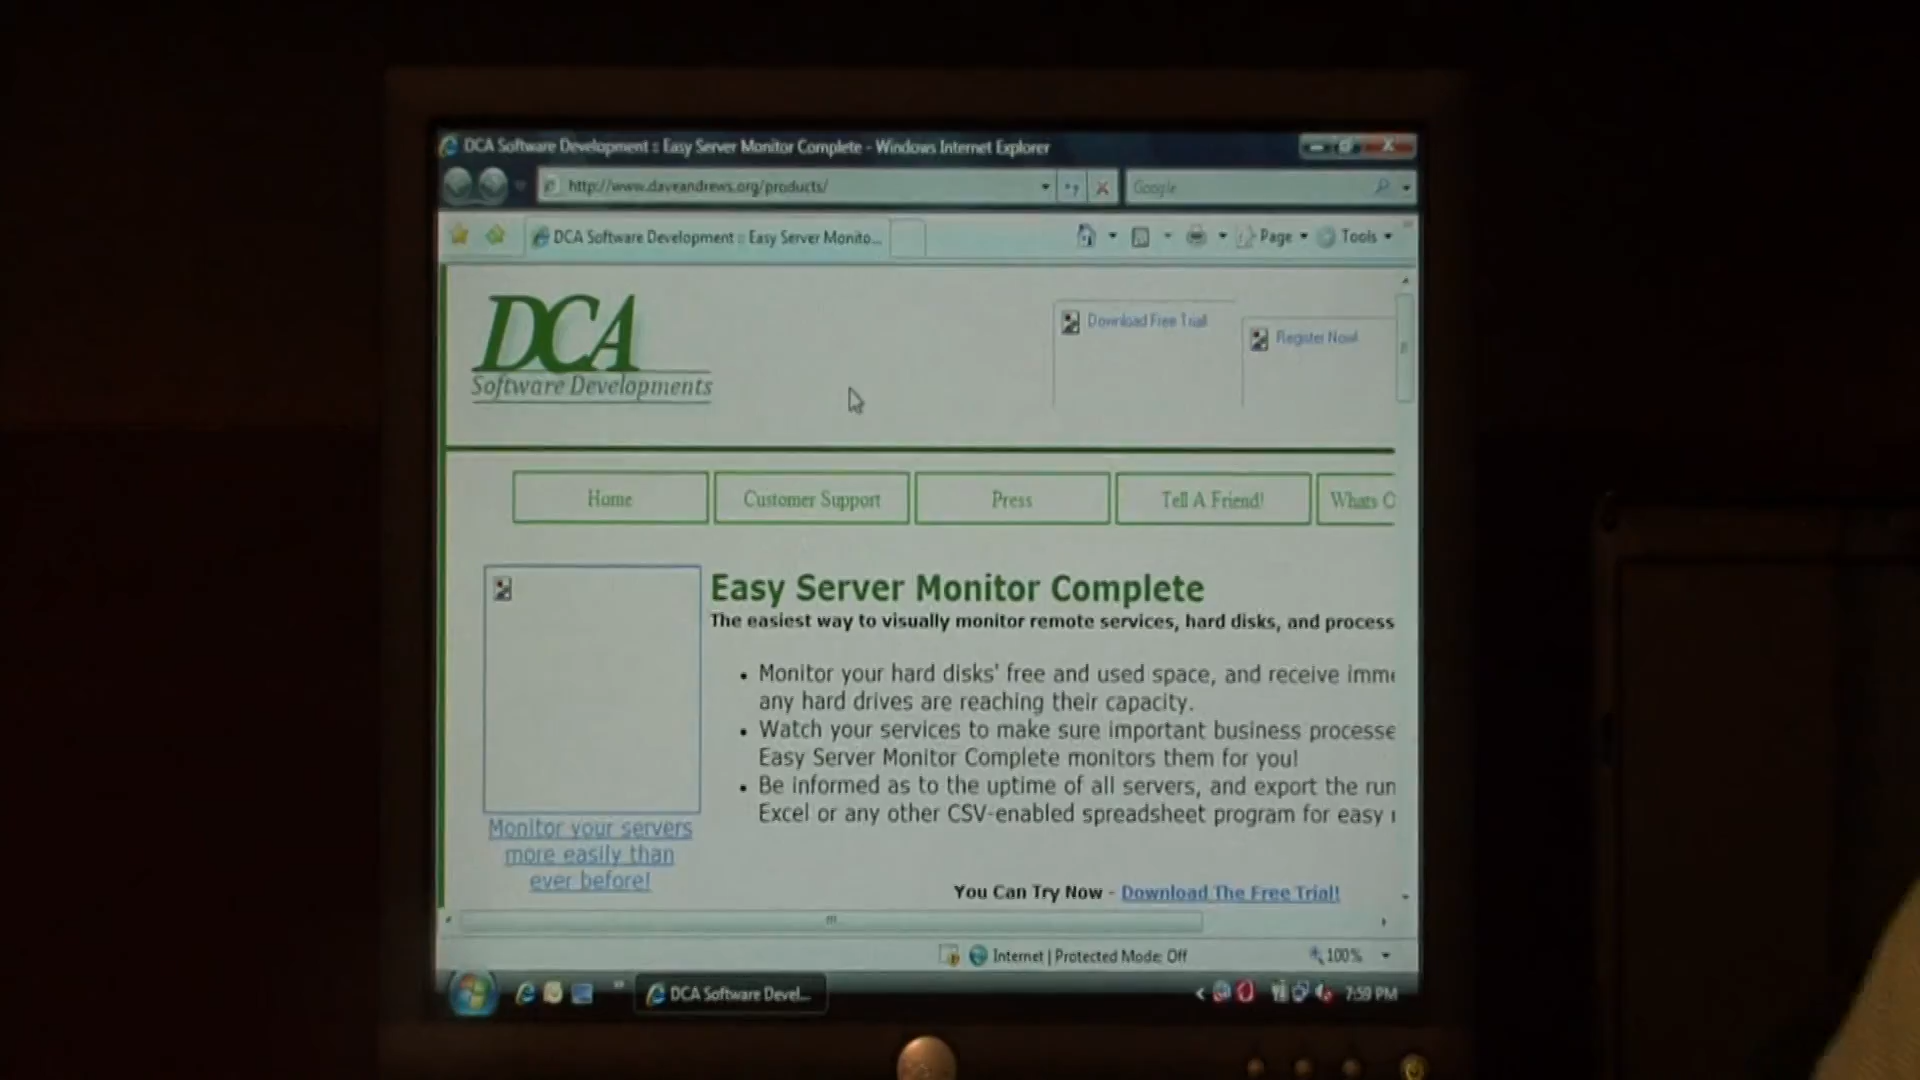 DCA Software Development :: Easy Server Monitor Complete - Windows Internet Explorer
http://www.daveandrews.org/products/
Google
DCA Software Development :: Easy Server Monito...
Page
Tools
DCA
Software Developments
Download Free Trial
Register Now!
Home
Customer Support
Press
Tell A Friend!
Whats
Easy Server Monitor Complete
The easiest way to visually monitor remote services, hard disks, and process
Monitor your hard disks' free and used space, and receive imme
any hard drives are reaching their capacity.
Watch your services to make sure important business processe
Easy Server Monitor Complete monitors them for you!
Be informed as to the uptime of all servers, and export the run
Excel or any other CSV-enabled spreadsheet program for easy
Monitor your servers
more easily than
ever before!
You Can Try Now - Download The Free Trial!
Internet | Protected Mode: Off
100%
DCA Software Devel...
7:59 PM